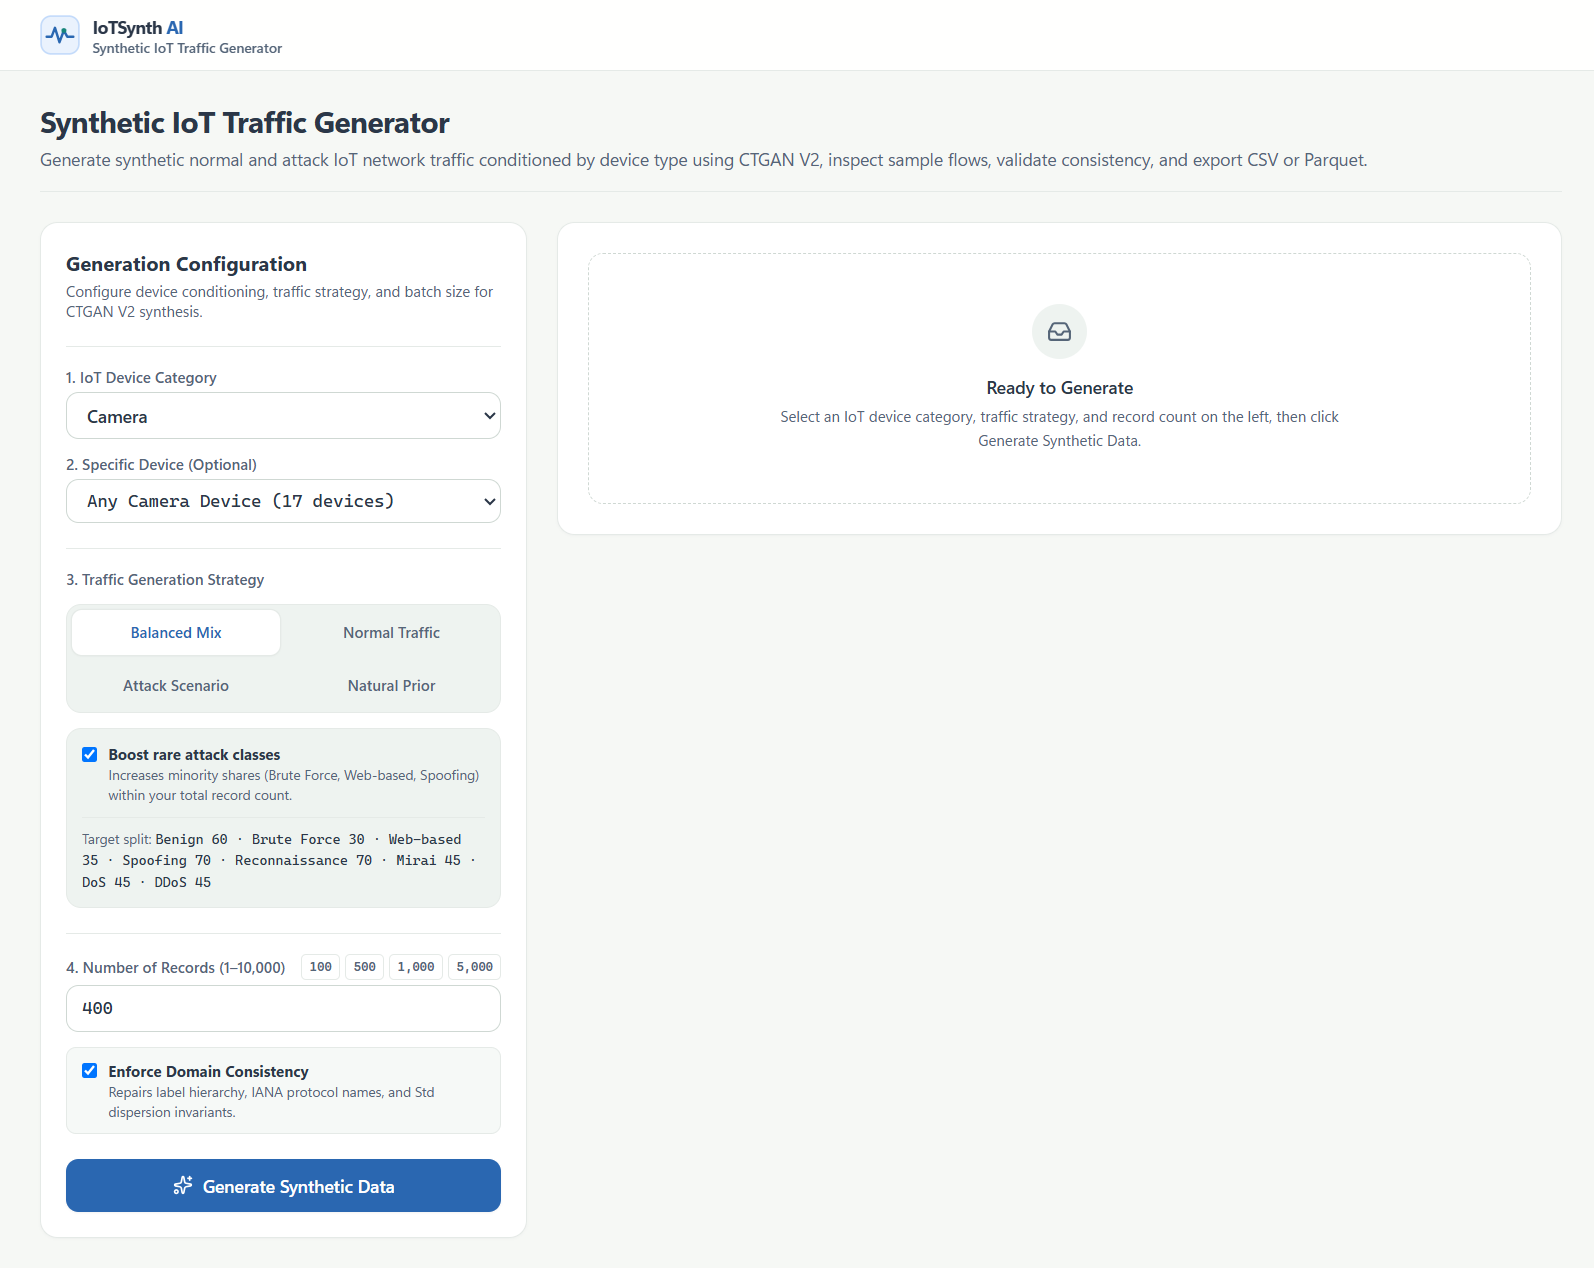 IoTSynth AI
Synthetic IoT Traffic Generator
Synthetic IoT Traffic Generator
Generate synthetic normal and attack IoT network traffic conditioned by device type using CTGAN V2, inspect sample flows, validate consistency, and export CSV or Parquet.
Generation Configuration
Configure device conditioning, traffic strategy, and batch size for
CTGAN V2 synthesis.
1. IoT Device Category
Camera
2. Specific Device (Optional)
Any Camera Device (17 devices)
3. Traffic Generation Strategy
Balanced Mix
Normal Traffic
Attack Scenario
Natural Prior
Boost rare attack classes
Increases minority shares (Brute Force, Web-based, Spoofing)
within your total record count.
Target split: Benign 60 · Brute Force 30 · Web-based
35 · Spoofing 70 · Reconnaissance 70 · Mirai 45 ·
DoS 45 · DDoS 45
4. Number of Records (1–10,000) 100 500 1,000 5,000
400
Enforce Domain Consistency
Repairs label hierarchy, IANA protocol names, and Std
dispersion invariants.
Generate Synthetic Data
Ready to Generate
Select an IoT device category, traffic strategy, and record count on the left, then click
Generate Synthetic Data.